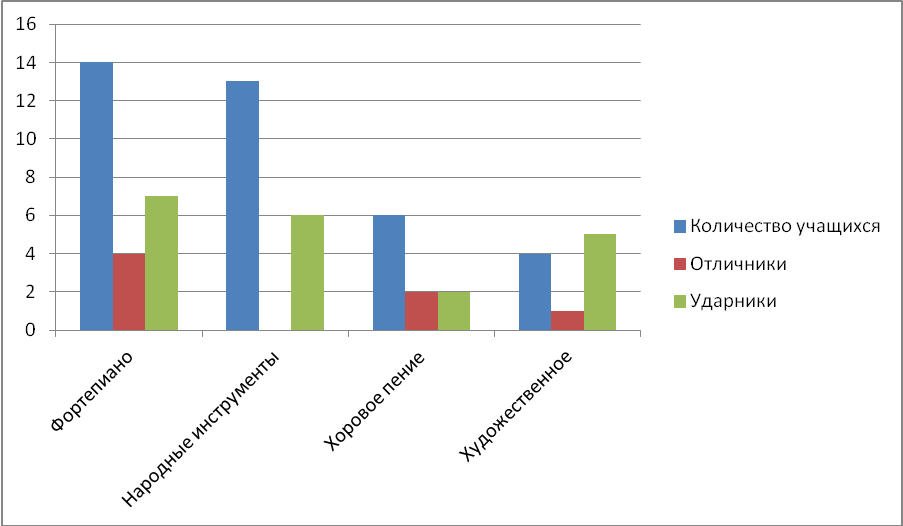 16
14
12
10
8
6
4
2
0
Фортепиано
Народные инструменты
Хоровое пение
Художественное
Количество учащихся
Отличники
Ударники